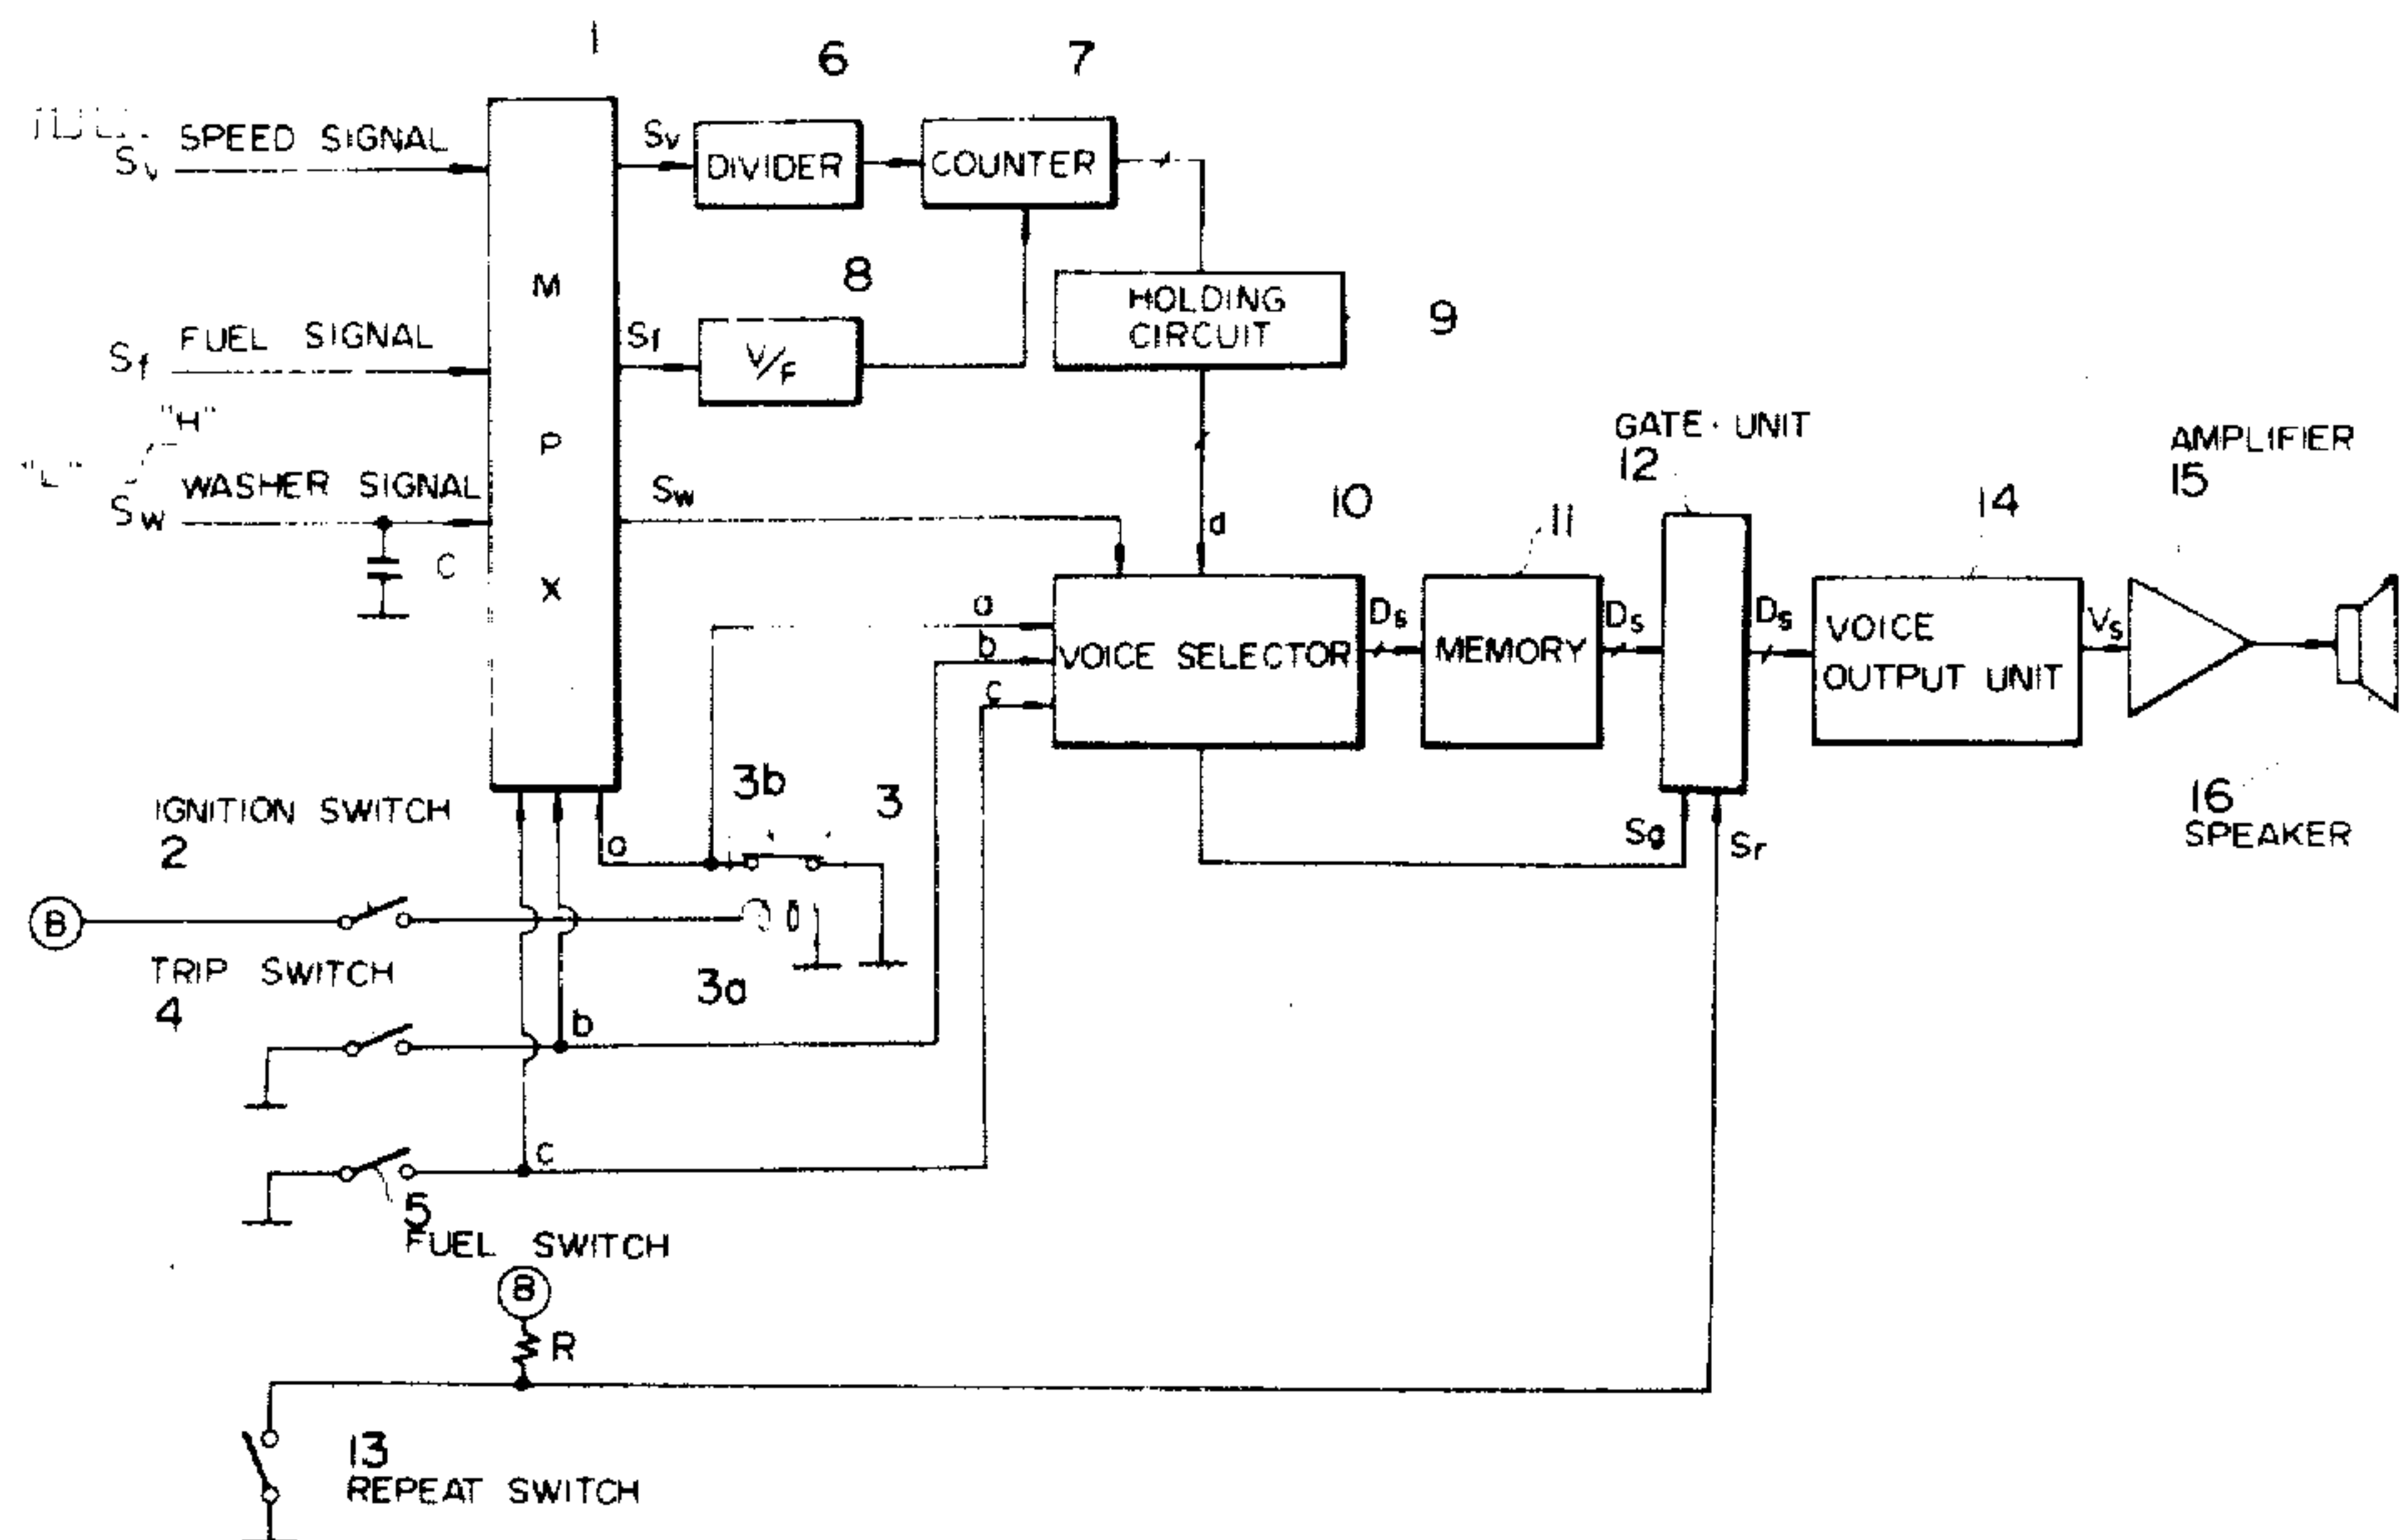 1
6
7
SPEED SIGNAL
Sv
Sv
DIVIDER
COUNTER
M
P
X
8
HOLDING
CIRCUIT
9
FUEL SIGNAL
Sf
Sf
V/F
"H"
"L"
WASHER SIGNAL
Sw
C
Sw
d
10
11
GATE UNIT
12
14
AMPLIFIER
15
a
b
c
VOICE SELECTOR
Ds
MEMORY
Ds
Ds
VOICE
OUTPUT UNIT
Vs
16
SPEAKER
IGNITION SWITCH
2
a
3b
3
Sg
Sr
B
3a
TRIP SWITCH
4
b
c
5
FUEL SWITCH
B
R
13
REPEAT SWITCH